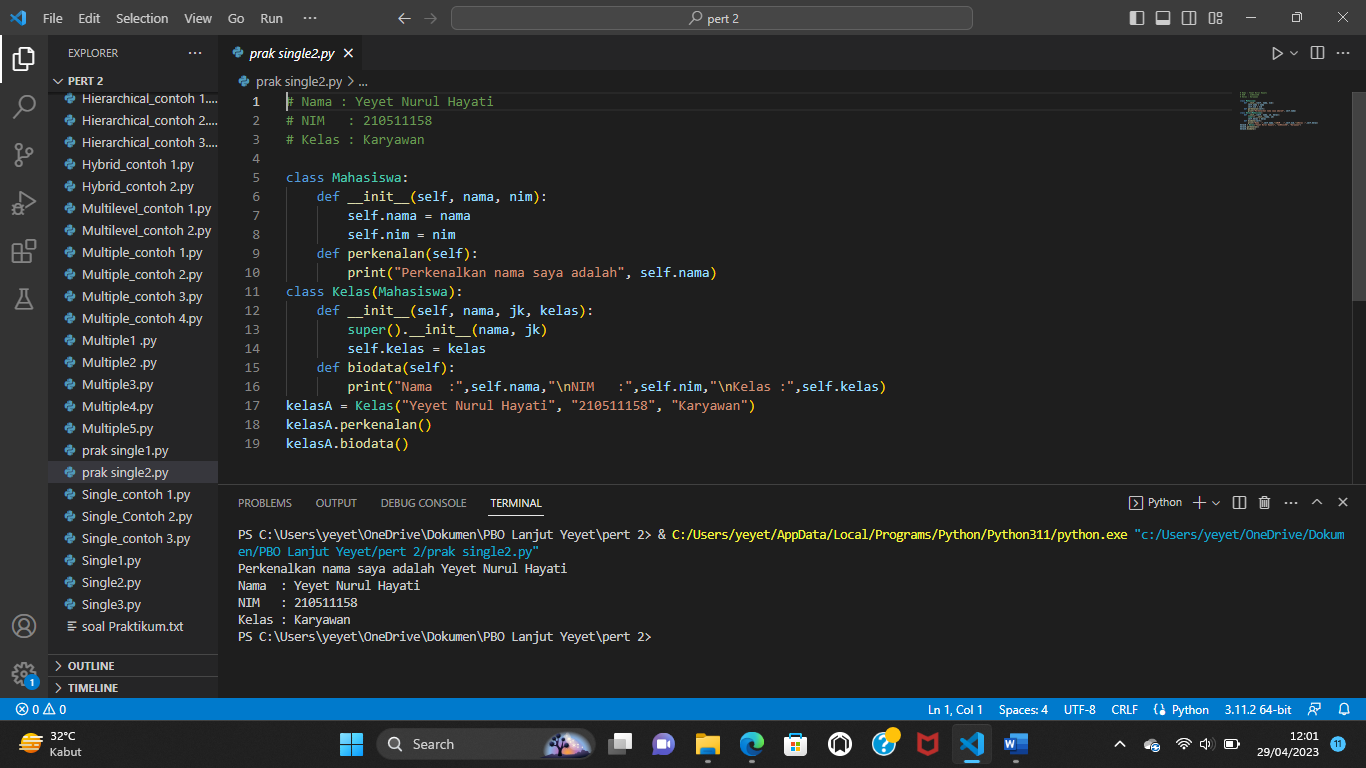 File Edit Selection View Go Run ···
pert 2
EXPLORER ···
PERT 2
Hierarchical_contoh 1....
Hierarchical_contoh 2....
Hierarchical_contoh 3....
Hybrid_contoh 1.py
Hybrid_contoh 2.py
Multilevel_contoh 1.py
Multilevel_contoh 2.py
Multiple_contoh 1.py
Multiple_contoh 2.py
Multiple_contoh 3.py
Multiple_contoh 4.py
Multiple1 .py
Multiple2 .py
Multiple3.py
Multiple4.py
Multiple5.py
prak single1.py
prak single2.py
Single_contoh 1.py
Single_Contoh 2.py
Single_contoh 3.py
Single1.py
Single2.py
Single3.py
soal Praktikum.txt
OUTLINE
TIMELINE
1
prak single2.py
prak single2.py > ...
1 # Nama : Yeyet Nurul Hayati
2 # NIM   : 210511158
3 # Kelas : Karyawan
4
5 class Mahasiswa:
6     def __init__(self, nama, nim):
7         self.nama = nama
8         self.nim = nim
9     def perkenalan(self):
10         print("Perkenalkan nama saya adalah", self.nama)
11 class Kelas(Mahasiswa):
12     def __init__(self, nama, jk, kelas):
13         super().__init__(nama, jk)
14         self.kelas = kelas
15     def biodata(self):
16         print("Nama  :",self.nama,"\nNIM   :",self.nim,"\nKelas :",self.kelas)
17 kelasA = Kelas("Yeyet Nurul Hayati", "210511158", "Karyawan")
18 kelasA.perkenalan()
19 kelasA.biodata()
PROBLEMS OUTPUT DEBUG CONSOLE TERMINAL
Python
PS C:\Users\yeyet\OneDrive\Dokumen\PBO Lanjut Yeyet\pert 2> & C:/Users/yeyet/AppData/Local/Programs/Python/Python311/python.exe "c:/Users/yeyet/OneDrive/Dokum
en/PBO Lanjut Yeyet/pert 2/prak single2.py"
Perkenalkan nama saya adalah Yeyet Nurul Hayati
Nama  : Yeyet Nurul Hayati
NIM   : 210511158
Kelas : Karyawan
PS C:\Users\yeyet\OneDrive\Dokumen\PBO Lanjut Yeyet\pert 2>
0 0
Ln 1, Col 1 Spaces: 4 UTF-8 CRLF Python 3.11.2 64-bit
32°C
Kabut
Search
12:01
29/04/2023
11